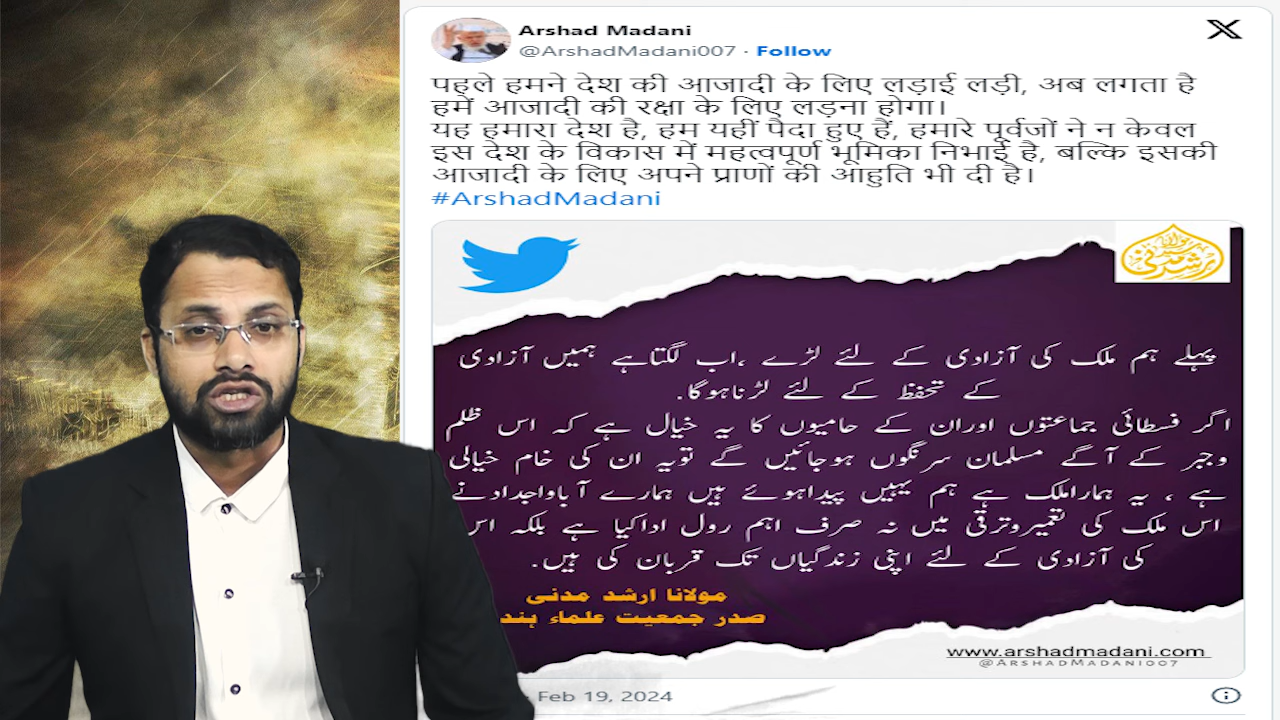 Arshad Madani
@ArshadMadani007 · Follow
पहले हमने देश की आजादी के लिए लड़ाई लड़ी, अब लगता है
हमें आजादी की रक्षा के लिए लड़ना होगा।
यह हमारा देश है, हम यहीं पैदा हुए हैं, हमारे पूर्वजों ने न केवल
इस देश के विकास में महत्वपूर्ण भूमिका निभाई है, बल्कि इसकी
आजादी के लिए अपने प्राणों की आहुति भी दी है।
#ArshadMadani
پہلے ہم ملک کی آزادی کے لئے لڑے ،اب لگتاہے ہمیں آزادی
کے تحفظ کے لئے لڑناہوگا.
اگر فسطائی جماعتوں اوران کے حامیوں کا یہ خیال ہے کہ اس ظلم
وجبر کے آگے مسلمان سرنگوں ہوجائیں گے تویہ ان کی خام خیالی
ہے ، یہ ہماراملک ہے ہم یہیں پیداہوئے ہیں ہمارے آباواجدادنے
اس ملک کی تعمیروترقی میں نہ صرف اہم رول اداکیا ہے بلکہ اس
کی آزادی کے لئے اپنی زندگیاں تک قربان کی ہیں.
مولانا ارشد مدنی
صدر جمعیت علماء ہند
www.arshadmadani.com
@ARSHADMADANI007
· Feb 19, 2024